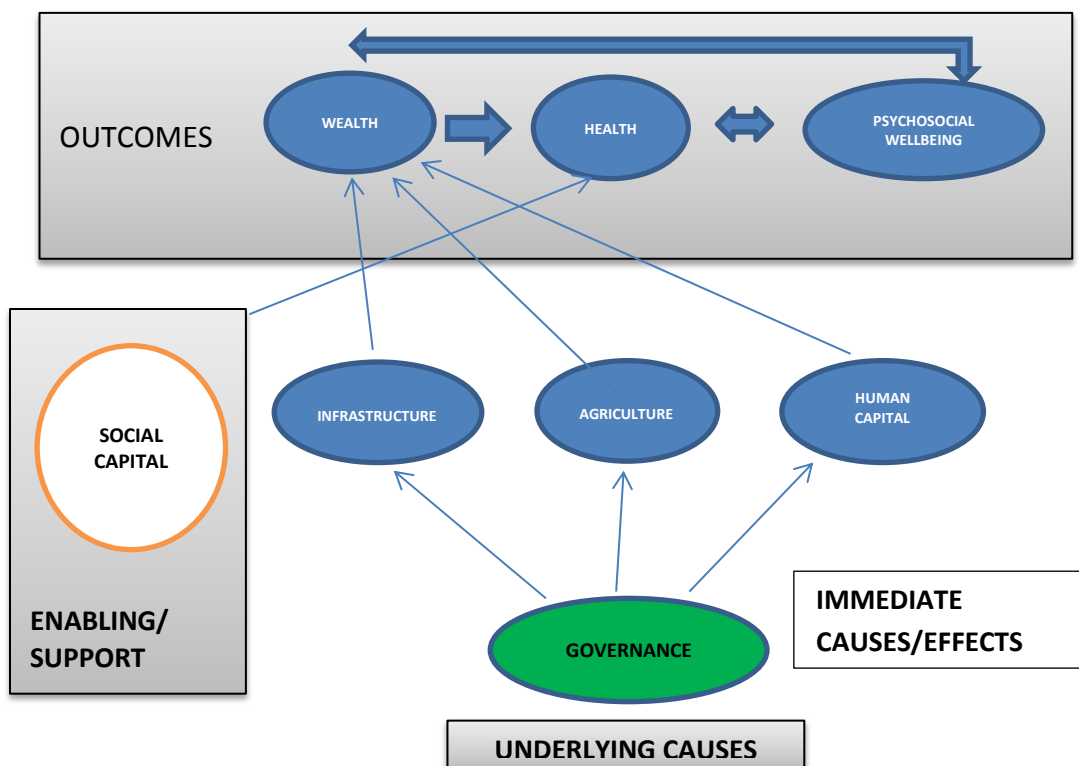 OUTCOMES
WEALTH
HEALTH
PSYCHOSOCIAL
WELLBEING
SOCIAL
CAPITAL
ENABLING/
SUPPORT
INFRASTRUCTURE
AGRICULTURE
HUMAN
CAPITAL
GOVERNANCE
IMMEDIATE
CAUSES/EFFECTS
UNDERLYING CAUSES